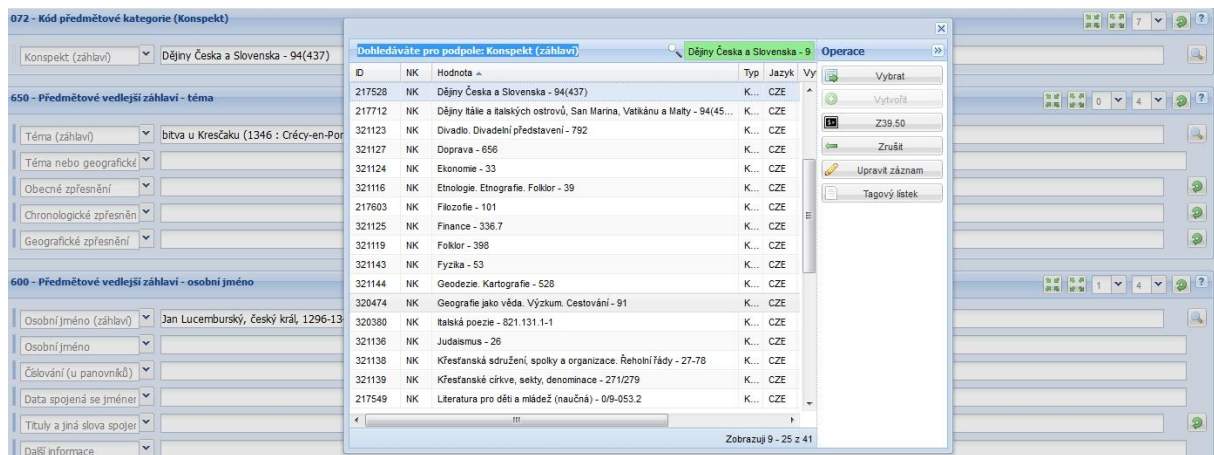 072 - Kód předmětové kategorie (Konspekt)
7
Konspekt (záhlaví)
Dějiny Česka a Slovenska - 94(437)
650 - Předmětové vedlejší záhlaví - téma
0 4
Téma (záhlaví)
bitva u Kresčaku (1346 : Crécy-en-Por
Téma nebo geografické
Obecné zpřesnění
Chronologické zpřesněn
Geografické zpřesnění
600 - Předmětové vedlejší záhlaví - osobní jméno
1 4
Osobní jméno (záhlaví)
Jan Lucemburský, český král, 1296-13
Osobní jméno
Číslování (u panovníků)
Data spojená se jménem
Tituly a jiná slova spojer
Další informace
Dohledáváte pro podpole: Konspekt (záhlaví)
Dějiny Česka a Slovenska - 9
Operace
ID NK Hodnota Typ Jazyk Vy
217528 NK Dějiny Česka a Slovenska - 94(437) K... CZE
217712 NK Dějiny Itálie a italských ostrovů, San Marina, Vatikánu a Malty - 94(45... K... CZE
321123 NK Divadlo. Divadelní představení - 792 K... CZE
321127 NK Doprava - 656 K... CZE
321124 NK Ekonomie - 33 K... CZE
321116 NK Etnologie. Etnografie. Folklor - 39 K... CZE
217603 NK Filozofie - 101 K... CZE
321125 NK Finance - 336.7 K... CZE
321119 NK Folklor - 398 K... CZE
321143 NK Fyzika - 53 K... CZE
321144 NK Geodezie. Kartografie - 528 K... CZE
320474 NK Geografie jako věda. Výzkum. Cestování - 91 K... CZE
320380 NK Italská poezie - 821.131.1-1 K... CZE
321136 NK Judaismus - 26 K... CZE
321138 NK Křesťanská sdružení, spolky a organizace. Řeholní řády - 27-78 K... CZE
321139 NK Křesťanské církve, sekty, denominace - 271/279 K... CZE
217549 NK Literatura pro děti a mládež (naučná) - 0/9-053.2 K... CZE
Zobrazuji 9 - 25 z 41
Vybrat
Vytvořit
Z39.50
Zrušit
Upravit záznam
Tagový lístek